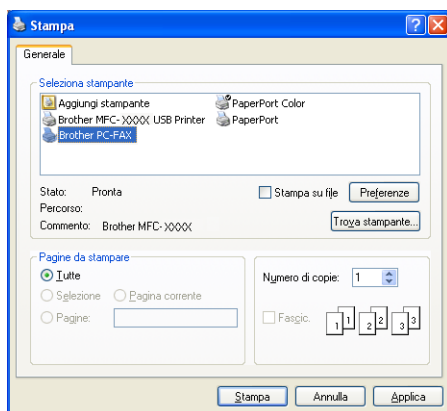 Stampa
Generale
Seleziona stampante
Aggiungi stampante
PaperPort Color
Brother MFC-XXXX USB Printer
PaperPort
Brother PC-FAX
Stato: Pronta
Stampa su file
Preferenze
Percorso:
Commento: Brother MFC-XXXX
Trova stampante...
Pagine da stampare
Tutte
Numero di copie: 1
Selezione
Pagina corrente
Pagine:
Fascic.
1 1 2 2 3 3
Stampa
Annulla
Applica